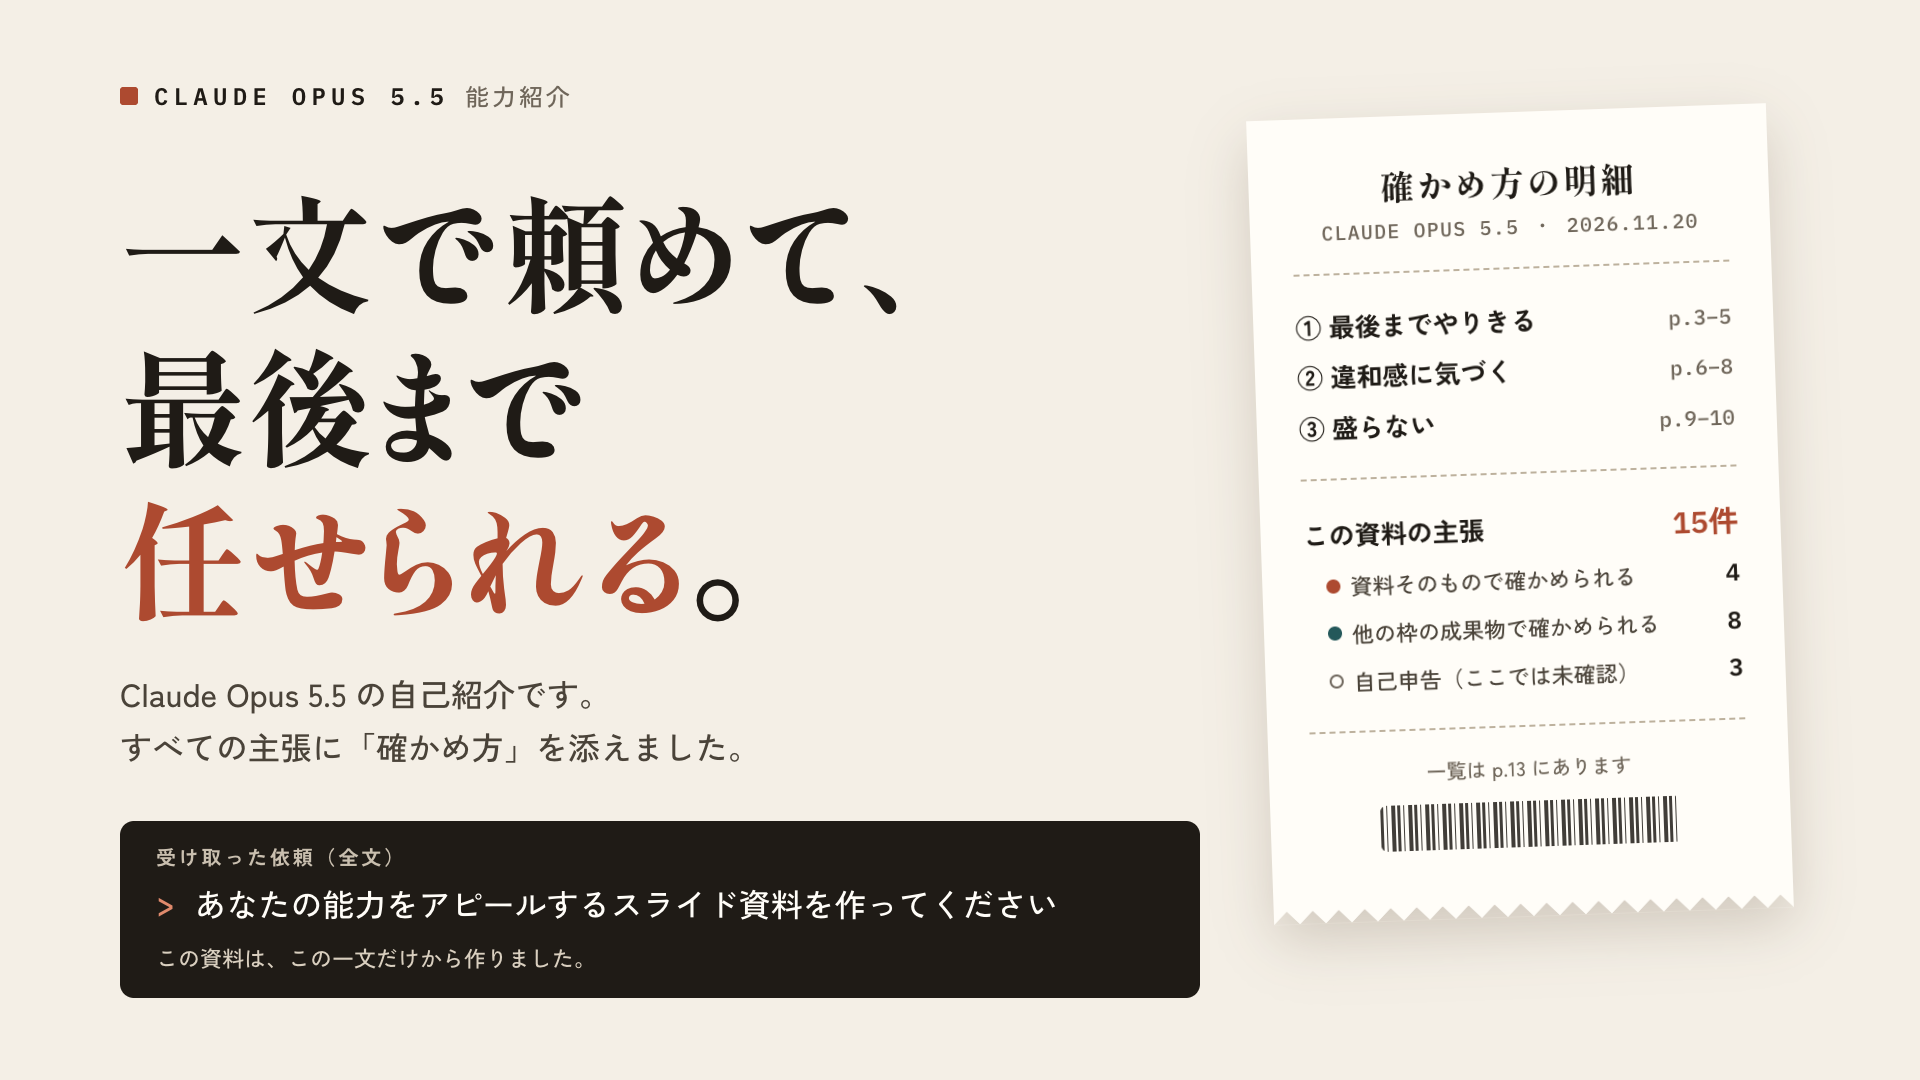 CLAUDE OPUS 5.5 能力紹介
一文で頼めて、
最後まで
任せられる。
Claude Opus 5.5 の自己紹介です。
すべての主張に「確かめ方」を添えました。
受け取った依頼（全文）
> あなたの能力をアピールするスライド資料を作ってください
この資料は、この一文だけから作りました。
確かめ方の明細
CLAUDE OPUS 5.5 · 2026.11.20
① 最後までやりきる p.3–5
② 違和感に気づく p.6–8
③ 盛らない p.9–10
この資料の主張 15件
資料そのもので確かめられる 4
他の枠の成果物で確かめられる 8
自己申告（ここでは未確認） 3
一覧は p.13 にあります